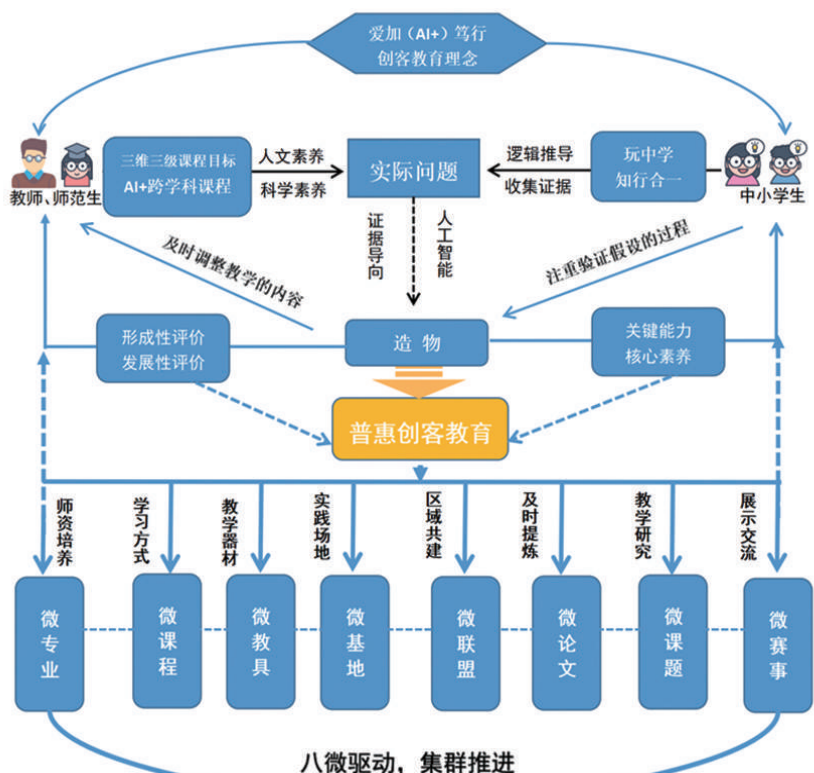 爱加（AI+）笃行
创客教育理念
教师、师范生
三维三级课程目标
AI+跨学科课程
人文素养
科学素养
实际问题
逻辑推导
收集证据
玩中学
知行合一
中小学生
证据导向
人工智能
及时调整教学的内容
注重验证假设的过程
形成性评价
发展性评价
造 物
关键能力
核心素养
普惠创客教育
师资培养
学习方式
教学器材
实践场地
区域共建
及时提炼
教学研究
展示交流
微专业
微课程
微教具
微基地
微联盟
微论文
微课题
微赛事
八微驱动，集群推进